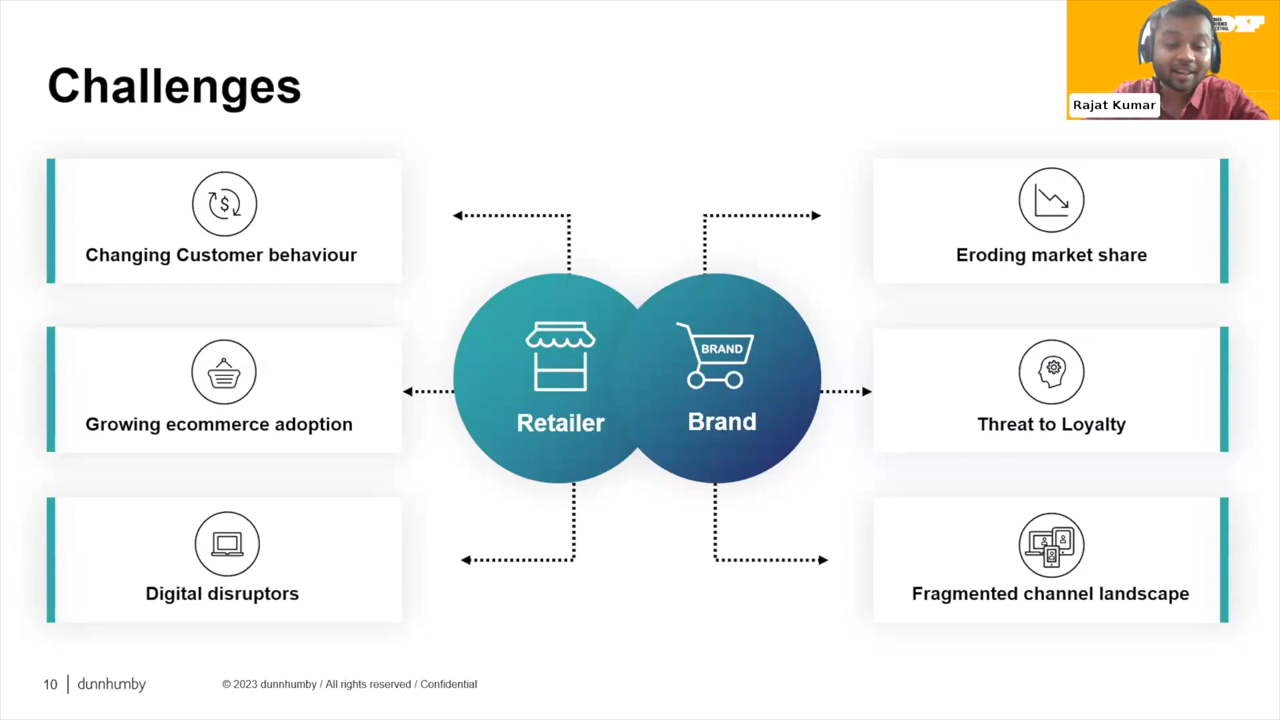 Challenges
Rajat Kumar
Changing Customer behaviour
Growing ecommerce adoption
Digital disruptors
BRAND
Retailer
Brand
Eroding market share
Threat to Loyalty
Fragmented channel landscape
10
dunnhumby
© 2023 dunnhumby / All rights reserved / Confidential